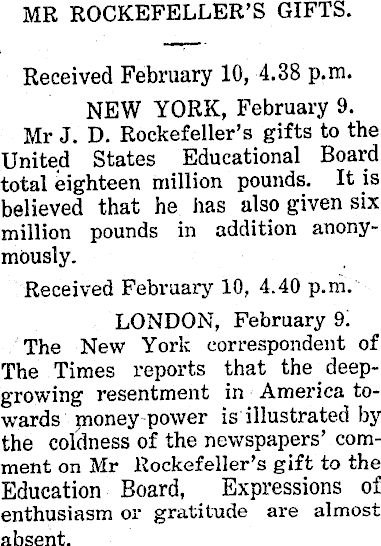 MR ROCKEFELLER'S GIFTS.
Received February 10, 4.38 p.m.
NEW YORK, February 9.
Mr J. D. Rockefeller's gifts to the
United States Educational Board
total eighteen million pounds. It is
believed that he has also given six
million pounds in addition anony-
mously.
Received February 10, 4.40 p.m.
LONDON, February 9.
The New York correspondent of
The Times reports that the deep-
growing resentment in America to-
wards money-power is illustrated by
the coldness of the newspapers' com-
ment on Mr Rockefeller's gift to the
Education Board, Expressions of
enthusiasm or gratitude are almost
absent.